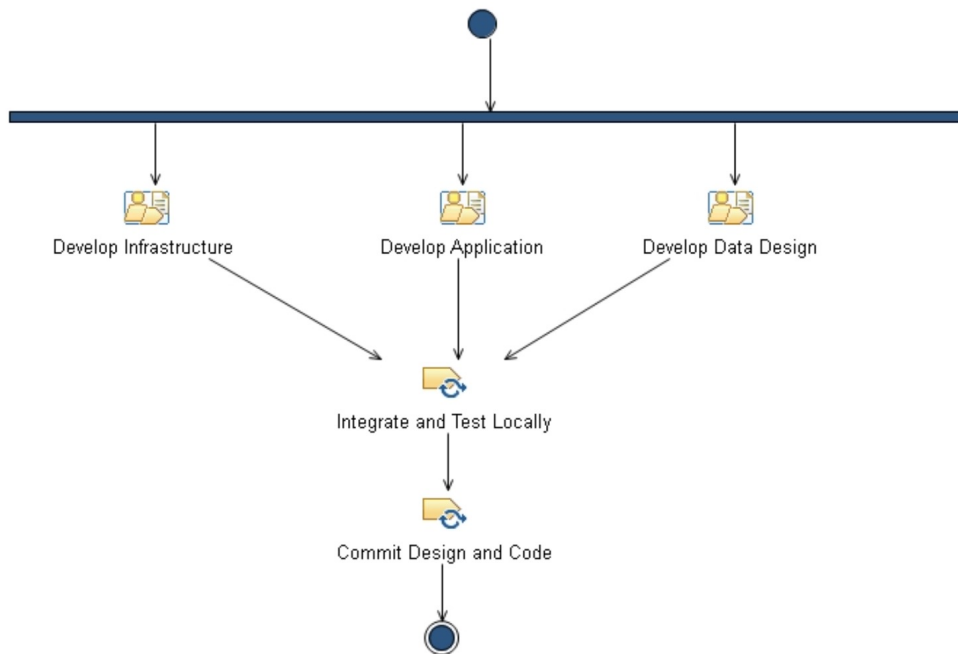 Develop Infrastructure
Develop Application
Develop Data Design
Integrate and Test Locally
Commit Design and Code